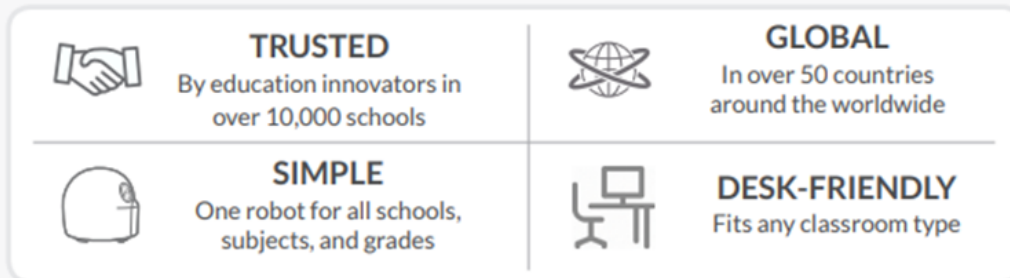 TRUSTED
By education innovators in
over 10,000 schools
GLOBAL
In over 50 countries
around the worldwide
SIMPLE
One robot for all schools,
subjects, and grades
DESK-FRIENDLY
Fits any classroom type